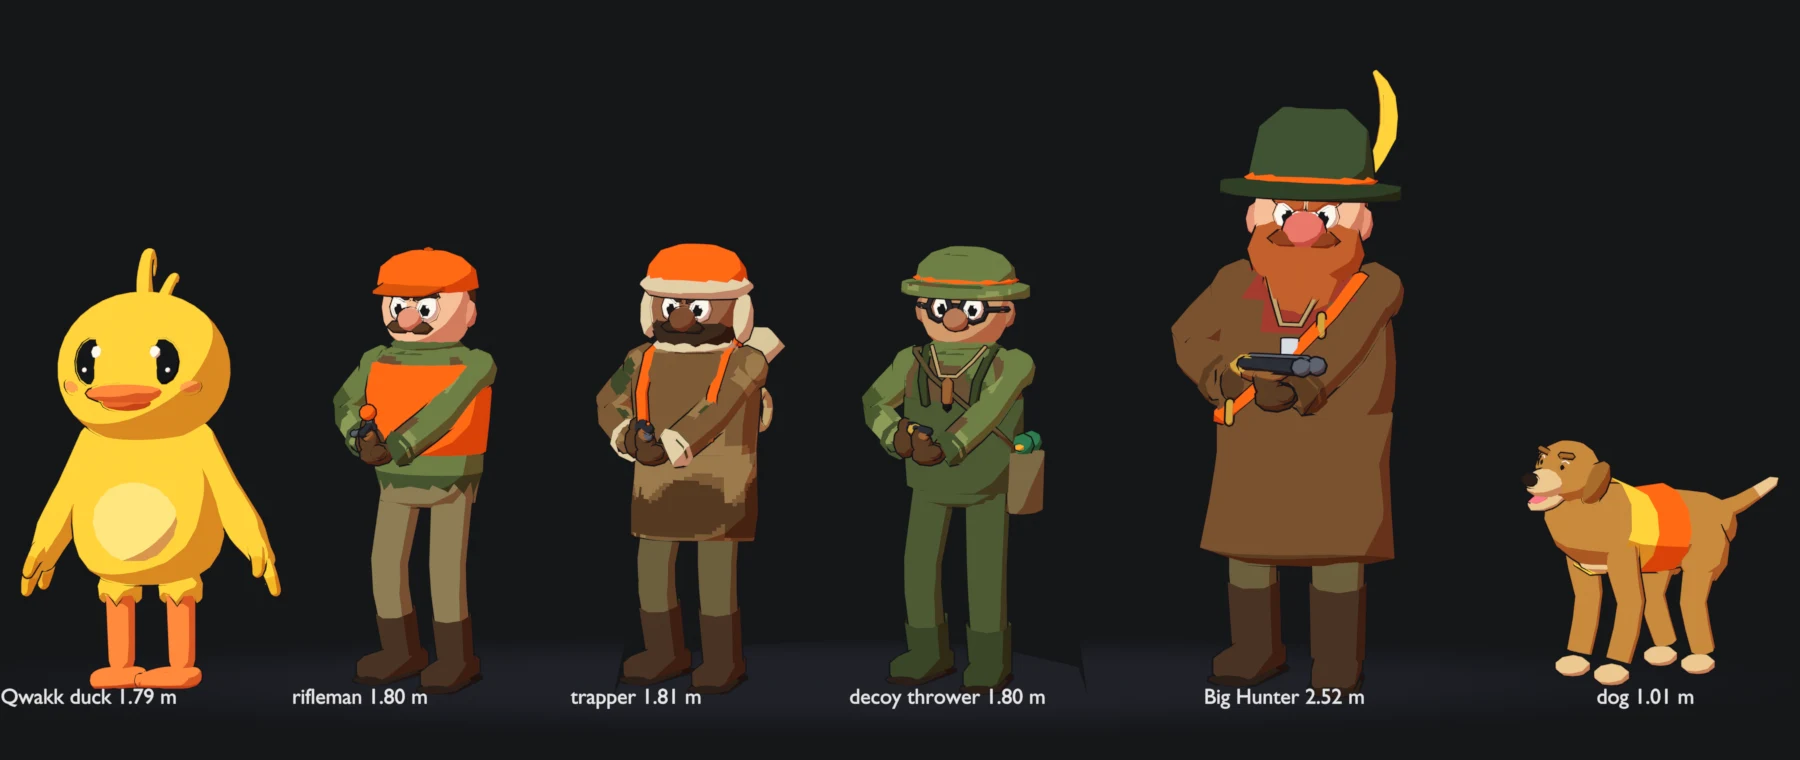 Qwakk duck 1.79 m
rifleman 1.80 m
trapper 1.81 m
decoy thrower 1.80 m
Big Hunter 2.52 m
dog 1.01 m